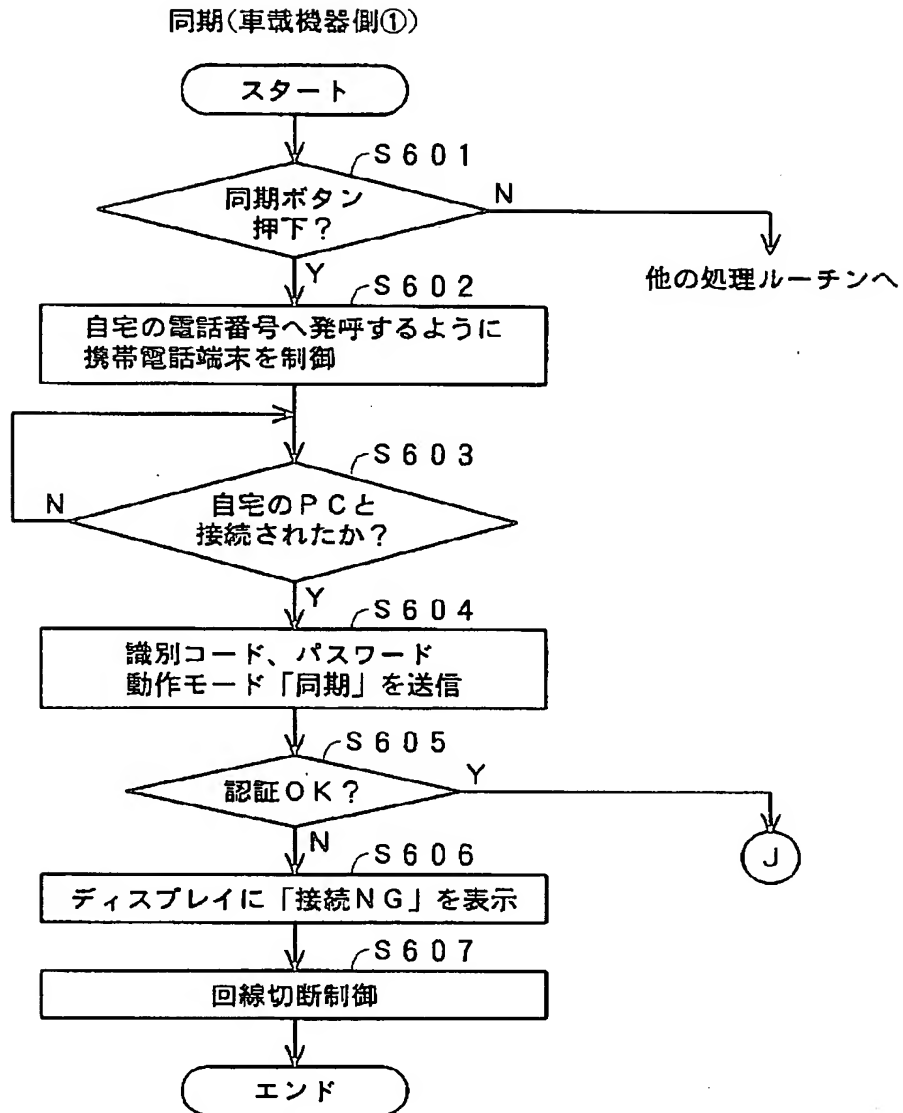 同期(車載機器側①)
スタート
S601
同期ボタン
押下?
N
Y
他の処理ルーチンへ
S602
自宅の電話番号へ発呼するように
携帯電話端末を制御
S603
自宅のPCと
接続されたか?
N
Y
S604
識別コード、パスワード
動作モード「同期」を送信
S605
認証OK?
Y
N
J
S606
ディスプレイに「接続NG」を表示
S607
回線切断制御
エンド